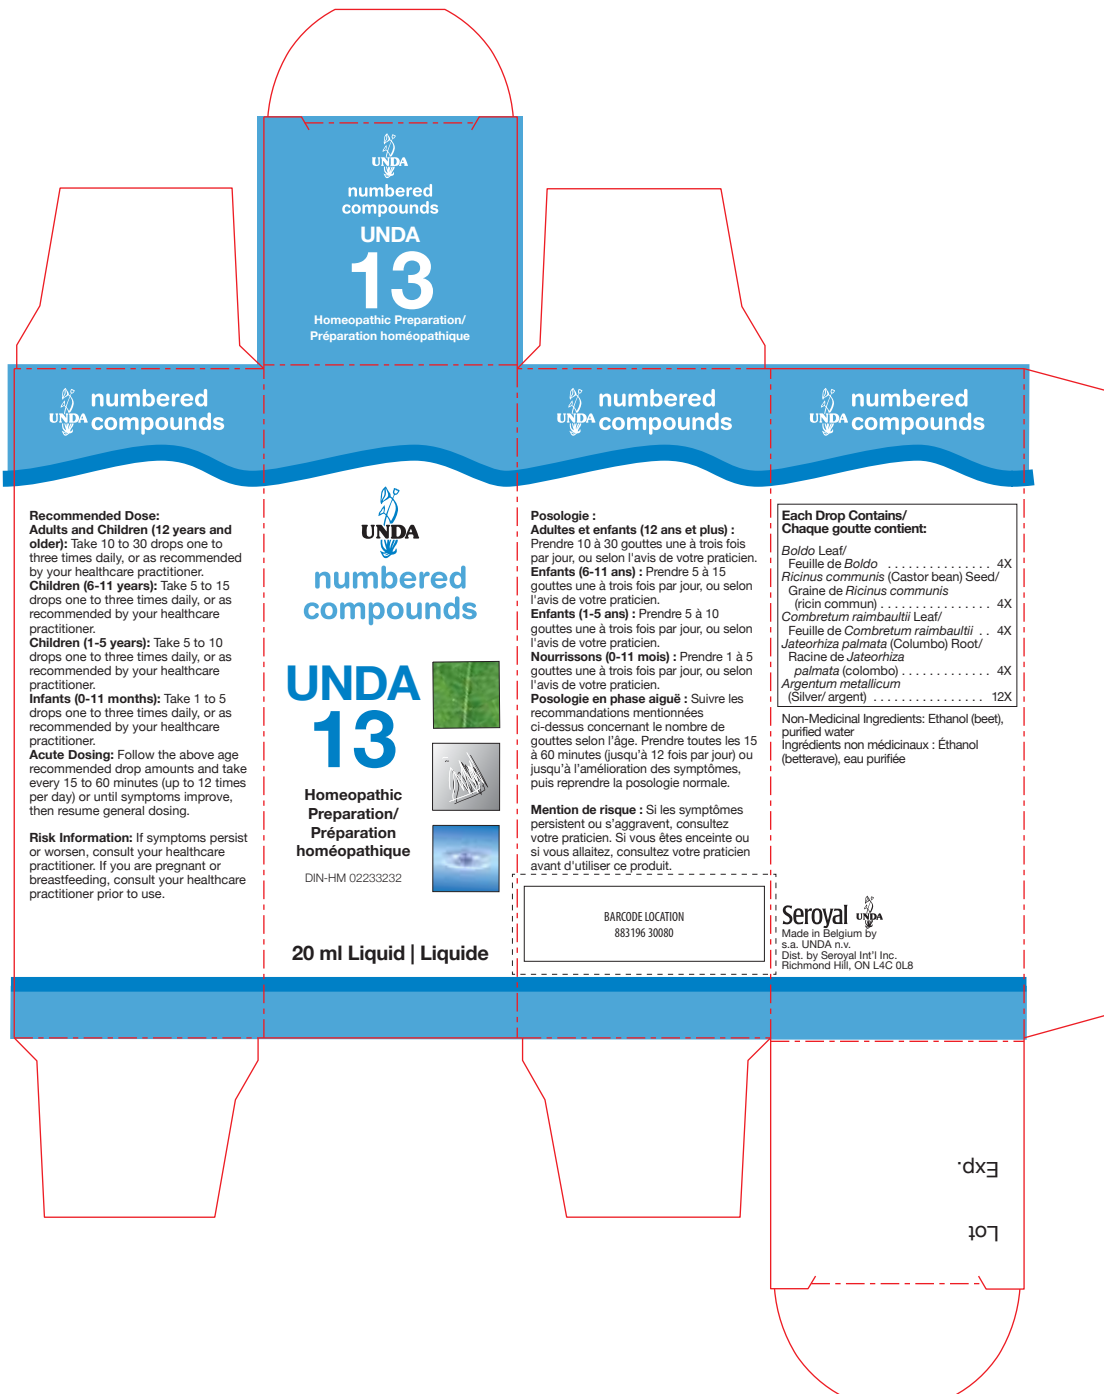 UNDA
numbered
compounds
UNDA
13
Homeopathic Preparation/
Préparation homéopathique
UNDA
numbered
compounds
Recommended Dose:
Adults and Children (12 years and
older): Take 10 to 30 drops one to
three times daily, or as recommended
by your healthcare practitioner.
Children (6-11 years): Take 5 to 15
drops one to three times daily, or as
recommended by your healthcare
practitioner.
Children (1-5 years): Take 5 to 10
drops one to three times daily, or as
recommended by your healthcare
practitioner.
Infants (0-11 months): Take 1 to 5
drops one to three times daily, or as
recommended by your healthcare
practitioner.
Acute Dosing: Follow the above age
recommended drop amounts and take
every 15 to 60 minutes (up to 12 times
per day) or until symptoms improve,
then resume general dosing.
Risk Information: If symptoms persist
or worsen, consult your healthcare
practitioner. If you are pregnant or
breastfeeding, consult your healthcare
practitioner prior to use.
UNDA
numbered
compounds
UNDA
13
Homeopathic
Preparation/
Préparation
homéopathique
DIN-HM 02233232
20 ml Liquid | Liquide
UNDA
numbered
compounds
Posologie :
Adultes et enfants (12 ans et plus) :
Prendre 10 à 30 gouttes une à trois fois
par jour, ou selon l'avis de votre praticien.
Enfants (6-11 ans) : Prendre 5 à 15
gouttes une à trois fois par jour, ou selon
l'avis de votre praticien.
Enfants (1-5 ans) : Prendre 5 à 10
gouttes une à trois fois par jour, ou selon
l'avis de votre praticien.
Nourrissons (0-11 mois) : Prendre 1 à 5
gouttes une à trois fois par jour, ou selon
l'avis de votre praticien.
Posologie en phase aiguë : Suivre les
recommandations mentionnées
ci-dessus concernant le nombre de
gouttes selon l'âge. Prendre toutes les 15
à 60 minutes (jusqu'à 12 fois par jour) ou
jusqu'à l'amélioration des symptômes,
puis reprendre la posologie normale.
Mention de risque : Si les symptômes
persistent ou s'aggravent, consultez
votre praticien. Si vous êtes enceinte ou
si vous allaitez, consultez votre praticien
avant d'utiliser ce produit.
BARCODE LOCATION
883196 30080
UNDA
numbered
compounds
Each Drop Contains/
Chaque goutte contient:
Boldo Leaf/
Feuille de Boldo . . . . . . . . . . . . . . . 4X
Ricinus communis (Castor bean) Seed/
Graine de Ricinus communis
(ricin commun) . . . . . . . . . . . . . . . . 4X
Combretum raimbaultii Leaf/
Feuille de Combretum raimbaultii . . 4X
Jateorhiza palmata (Columbo) Root/
Racine de Jateorhiza
palmata (colombo) . . . . . . . . . . . . . 4X
Argentum metallicum
(Silver/ argent) . . . . . . . . . . . . . . . . 12X
Non-Medicinal Ingredients: Ethanol (beet),
purified water
Ingrédients non médicinaux : Éthanol
(betterave), eau purifiée
Seroyal UNDA
Made in Belgium by
s.a. UNDA n.v.
Dist. by Seroyal Int'l Inc.
Richmond Hill, ON L4C 0L8
Exp.
Lot